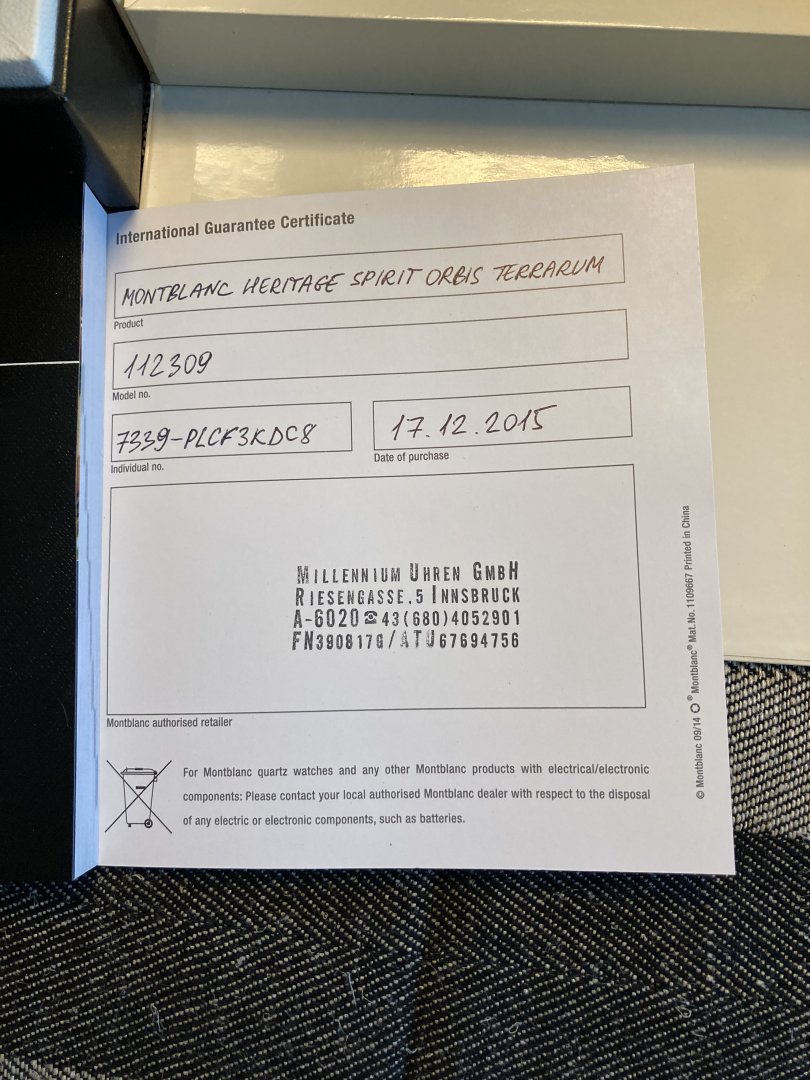 International Guarantee Certificate
MONTBLANC HERITAGE SPIRIT ORBIS TERRARUM
Product
112309
Model no.
7339-PLCF3KDC8
Individual no.
17.12.2015
Date of purchase
MILLENNIUM UHREN GMBH
RIESENGASSE.5 INNSBRUCK
A-6020☎43(680)4052901
FN390817G/ATU67694756
Montblanc authorised retailer
For Montblanc quartz watches and any other Montblanc products with electrical/electronic
components: Please contact your local authorised Montblanc dealer with respect to the disposal
of any electric or electronic components, such as batteries.
© Montblanc 09/14 ® Montblanc® Mat. No. 1109667 Printed in China